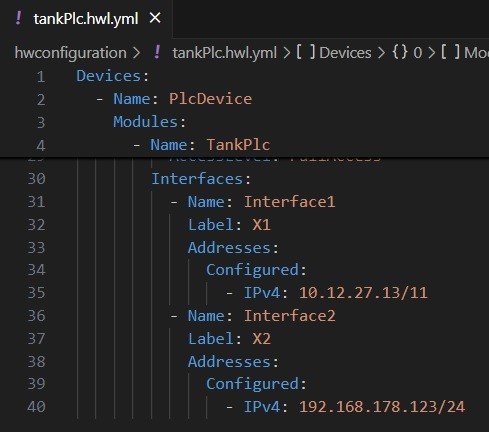 ! tankPlc.hwl.yml ×
hwconfiguration > ! tankPlc.hwl.yml > [ ] Devices > { } 0 > [ ] Mo
1 Devices:
2 - Name: PlcDevice
3 Modules:
4 - Name: TankPlc
29 AccessLevel: FullAccess
30 Interfaces:
31 - Name: Interface1
32 Label: X1
33 Addresses:
34 Configured:
35 - IPv4: 10.12.27.13/11
36 - Name: Interface2
37 Label: X2
38 Addresses:
39 Configured:
40 - IPv4: 192.168.178.123/24